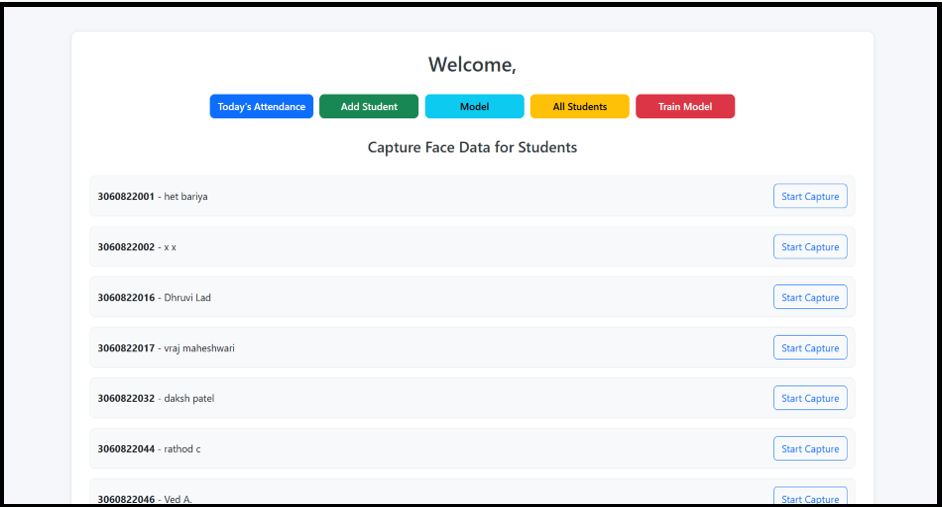 Welcome,
Today's Attendance Add Student Model All Students Train Model
Capture Face Data for Students
3060822001 - het bariya Start Capture
3060822002 - x x Start Capture
3060822016 - Dhruvi Lad Start Capture
3060822017 - vraj maheshwari Start Capture
3060822032 - daksh patel Start Capture
3060822044 - rathod c Start Capture
3060822046 - Ved A. Start Capture